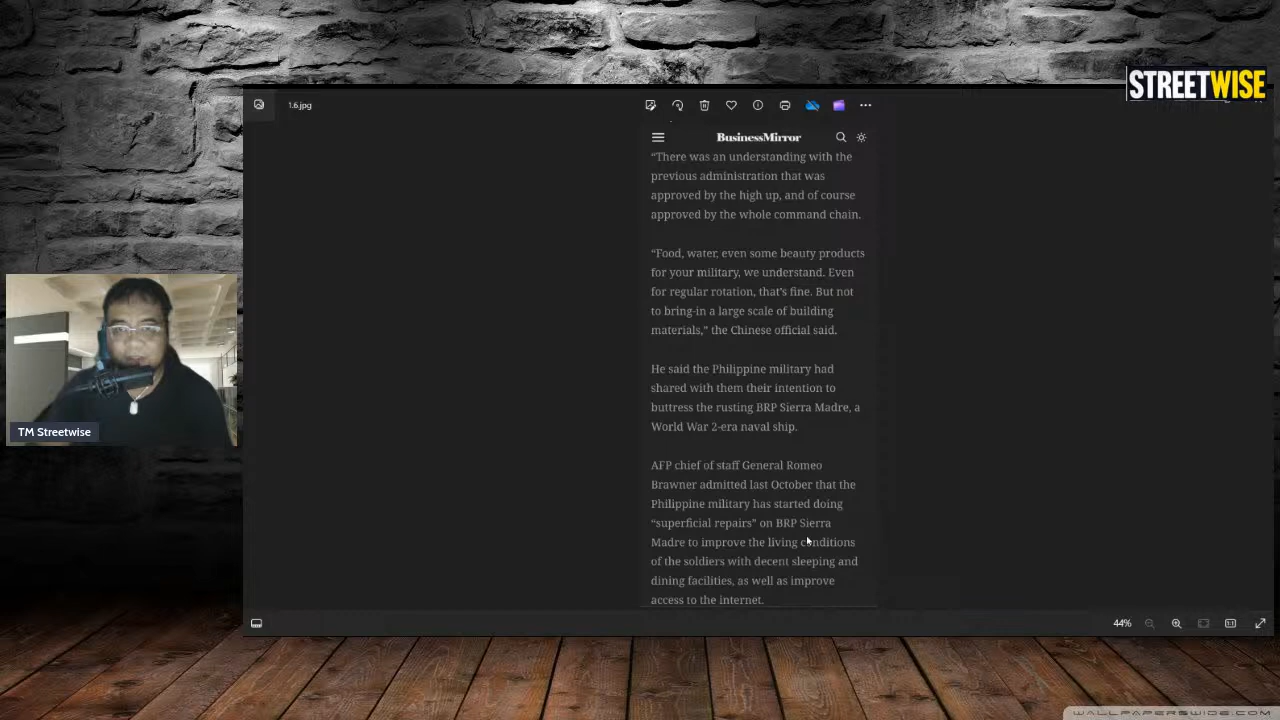 STREETWISE
1.6.jpg
BusinessMirror
“There was an understanding with the
previous administration that was
approved by the high up, and of course
approved by the whole command chain.
“Food, water, even some beauty products
for your military, we understand. Even
for regular rotation, that's fine. But not
to bring-in a large scale of building
materials,” the Chinese official said.
He said the Philippine military had
shared with them their intention to
buttress the rusting BRP Sierra Madre, a
World War 2-era naval ship.
AFP chief of staff General Romeo
Brawner admitted last October that the
Philippine military has started doing
“superficial repairs” on BRP Sierra
Madre to improve the living conditions
of the soldiers with decent sleeping and
dining facilities, as well as improve
access to the internet.
TM Streetwise
44%
WALLPAPERSWIDE.COM